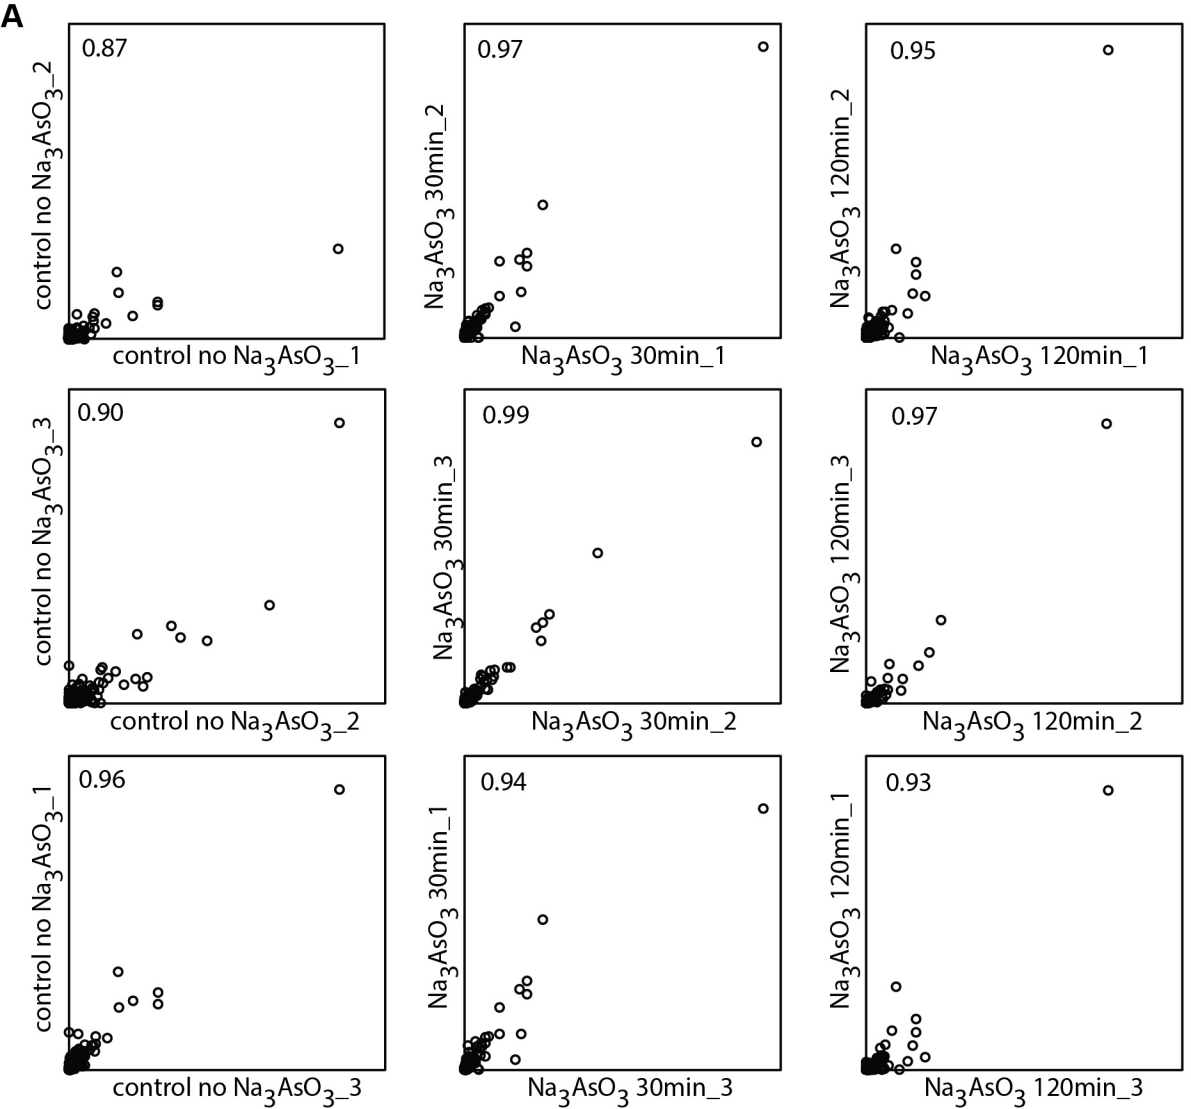 A
0.87
control no Na3AsO3_2
control no Na3AsO3_1
0.97
Na3AsO3 30min_2
Na3AsO3 30min_1
0.95
Na3AsO3 120min_2
Na3AsO3 120min_1
0.90
control no Na3AsO3_3
control no Na3AsO3_2
0.99
Na3AsO3 30min_3
Na3AsO3 30min_2
0.97
Na3AsO3 120min_3
Na3AsO3 120min_2
0.96
control no Na3AsO3_1
control no Na3AsO3_3
0.94
Na3AsO3 30min_1
Na3AsO3 30min_3
0.93
Na3AsO3 120min_1
Na3AsO3 120min_3